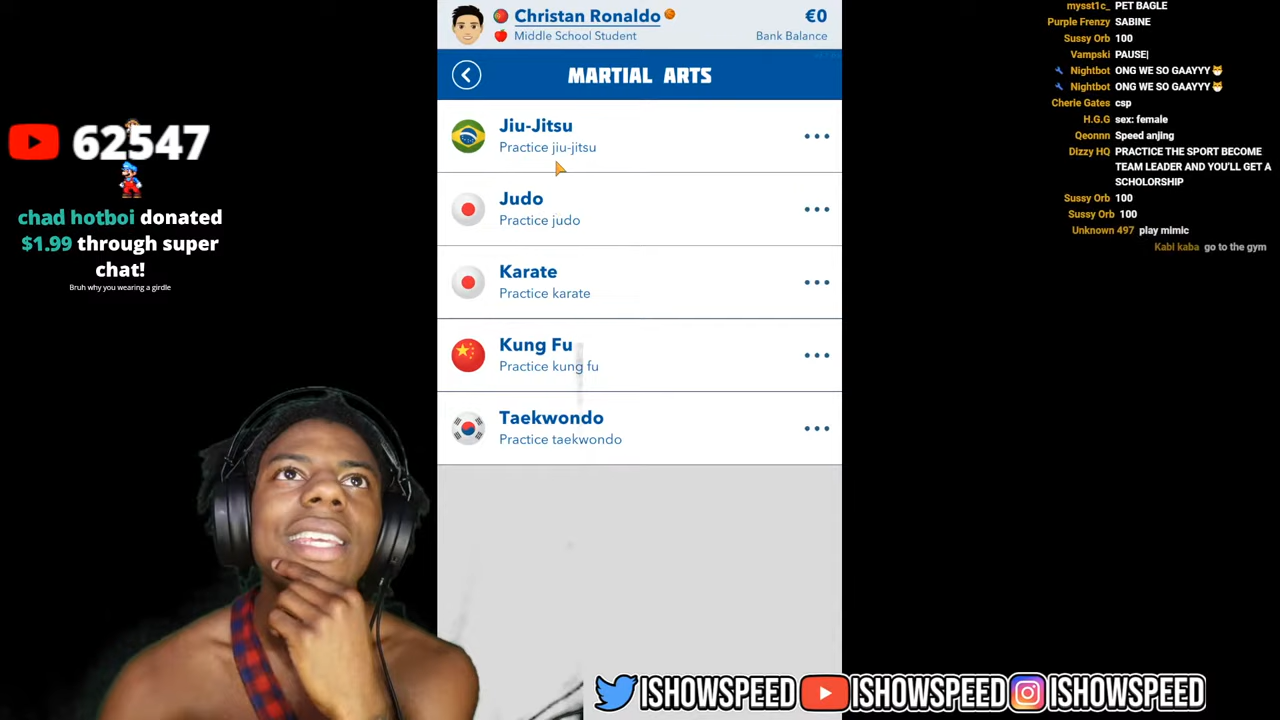 Christan Ronaldo
Middle School Student
€0
Bank Balance
MARTIAL ARTS
Jiu-Jitsu
Practice jiu-jitsu
Judo
Practice judo
Karate
Practice karate
Kung Fu
Practice kung fu
Taekwondo
Practice taekwondo
62547
chad hotboi donated
$1.99 through super
chat!
Bruh why you wearing a girdle
mysst1c_ PET BAGLE
Purple Frenzy SABINE
Sussy Orb 100
Vampski PAUSE|
Nightbot ONG WE SO GAAYYY
Nightbot ONG WE SO GAAYYY
Cherie Gates csp
H.G.G sex: female
Qeonnn Speed anjing
Dizzy HQ PRACTICE THE SPORT BECOME
TEAM LEADER AND YOU'LL GET A
SCHOLORSHIP
Sussy Orb 100
Sussy Orb 100
Unknown 497 play mimic
Kabl kaba go to the gym
ISHOWSPEED ISHOWSPEED ISHOWSPEED